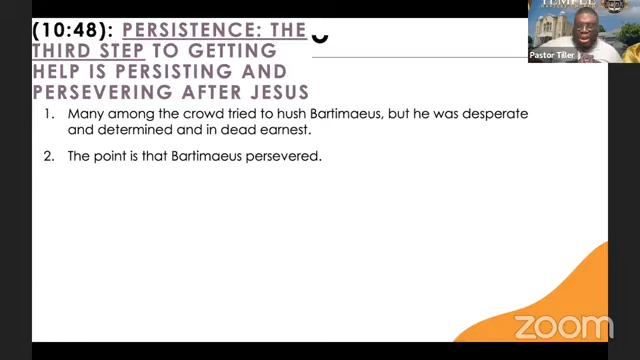 TEMPLE
(10:48): PERSISTENCE: THE
THIRD STEP TO GETTING
HELP IS PERSISTING AND
PERSEVERING AFTER JESUS
Pastor Tiller
1. Many among the crowd tried to hush Bartimaeus, but he was desperate
and determined and in dead earnest.
2. The point is that Bartimaeus persevered.
zoom